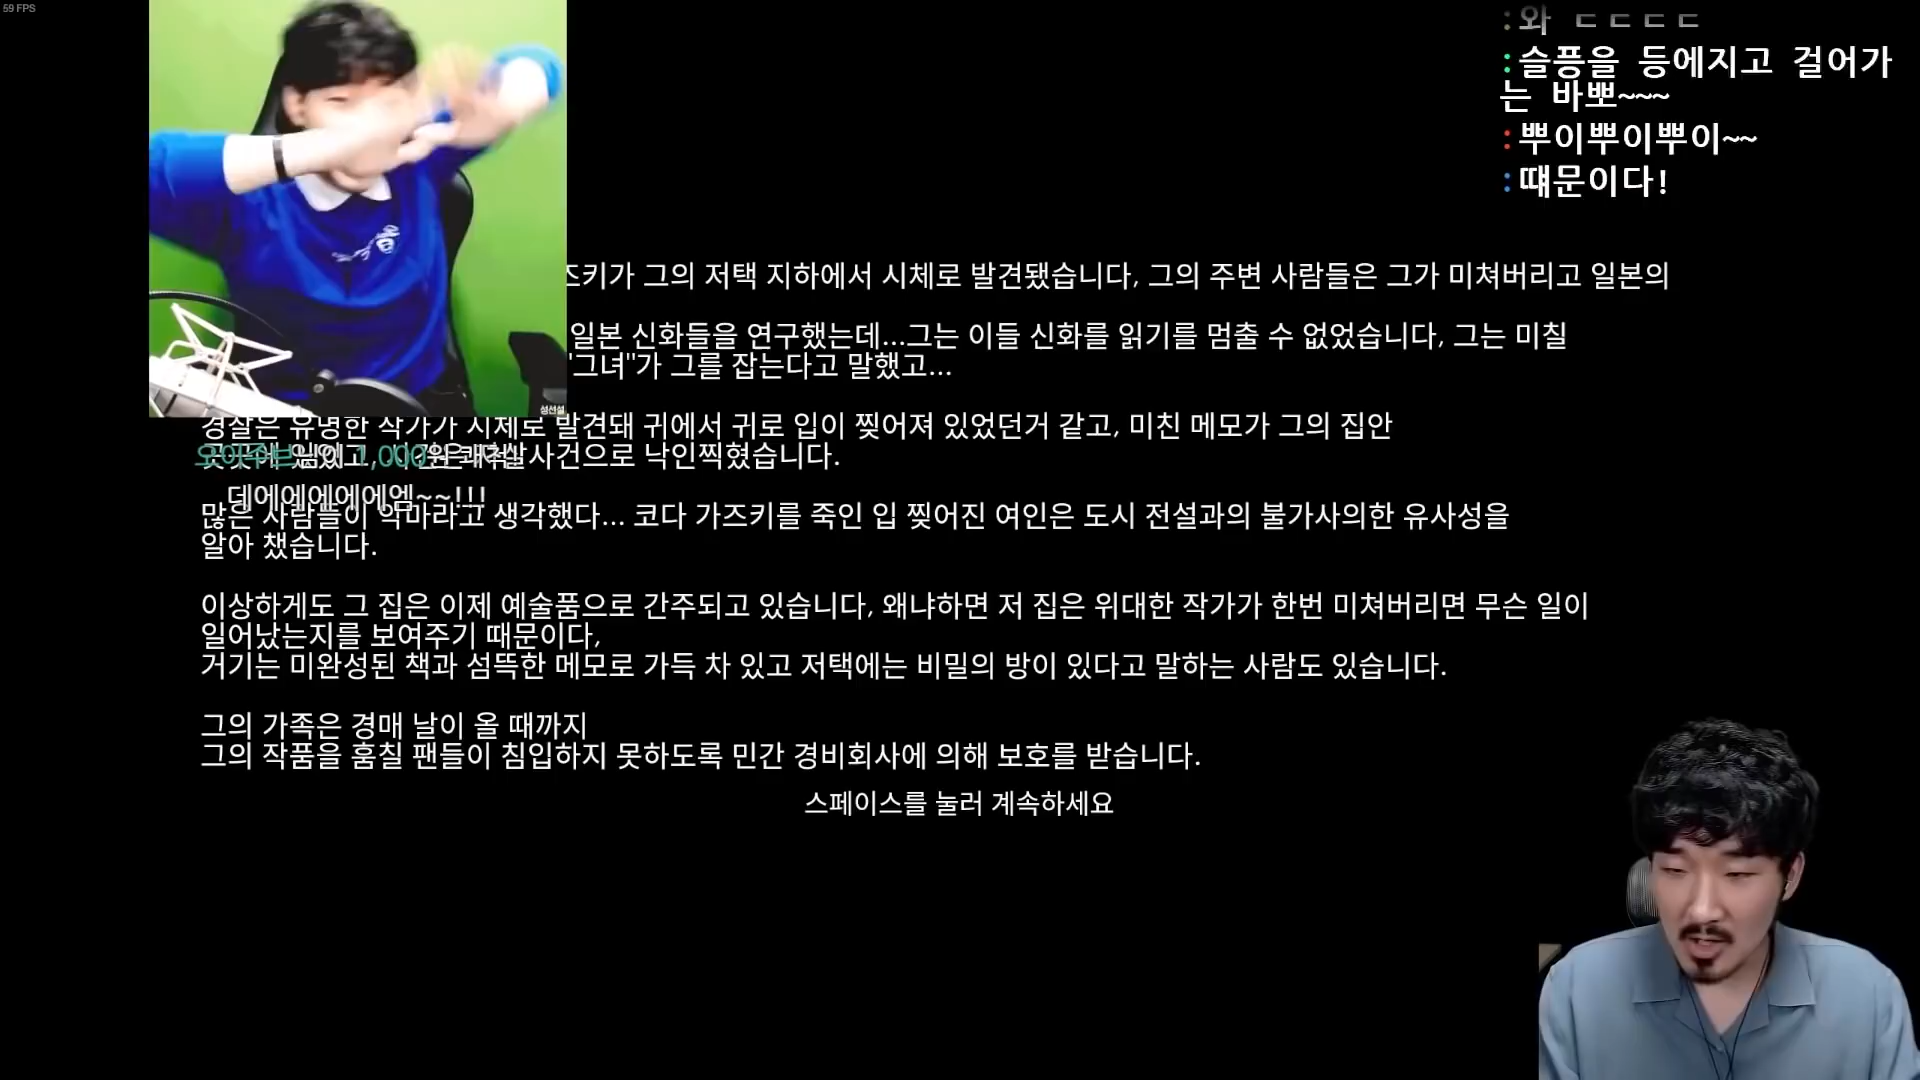 59 FPS
:와 ㄷㄷㄷㄷ
:슬픙을 등에지고 걸어가
는 바뽀~~~
:뿌이뿌이뿌이~~
:떄문이다!
즈키가 그의 저택 지하에서 시체로 발견됐습니다, 그의 주변 사람들은 그가 미쳐버리고 일본의
일본 신화들을 연구했는데...그는 이들 신화를 읽기를 멈출 수 없었습니다, 그는 미칠
"그녀"가 그를 잡는다고 말했고...
성선설
경찰은 유명한 작가가 시체로 발견돼 귀에서 귀로 입이 찢어져 있었던거 같고, 미친 메모가 그의 집안
1,000원
사건으로 낙인찍혔습니다.
데에에에에에엠~~!!!
많은 사람들이 악마라고 생각했다... 코다 가즈키를 죽인 입 찢어진 여인은 도시 전설과의 불가사의한 유사성을
알아 챘습니다.
이상하게도 그 집은 이제 예술품으로 간주되고 있습니다, 왜냐하면 저 집은 위대한 작가가 한번 미쳐버리면 무슨 일이
일어났는지를 보여주기 때문이다,
거기는 미완성된 책과 섬뜩한 메모로 가득 차 있고 저택에는 비밀의 방이 있다고 말하는 사람도 있습니다.
그의 가족은 경매 날이 올 때까지
그의 작품을 훔칠 팬들이 침입하지 못하도록 민간 경비회사에 의해 보호를 받습니다.
스페이스를 눌러 계속하세요